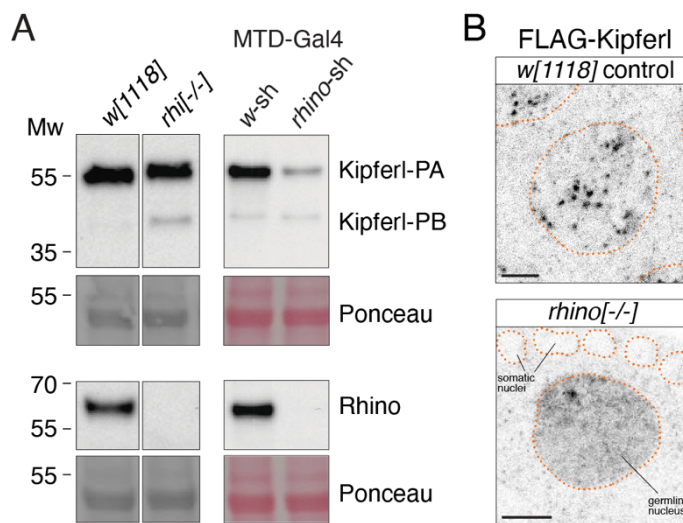 A
MTD-Gal4
w[1118]
rhi[-/-]
w-sh
rhino-sh
Mw
55
Kipferl-PA
Kipferl-PB
35
55
Ponceau
70
Rhino
55
55
Ponceau
B
FLAG-Kipferl
w[1118] control
rhino[-/-]
somatic
nuclei
germlin
nucleus